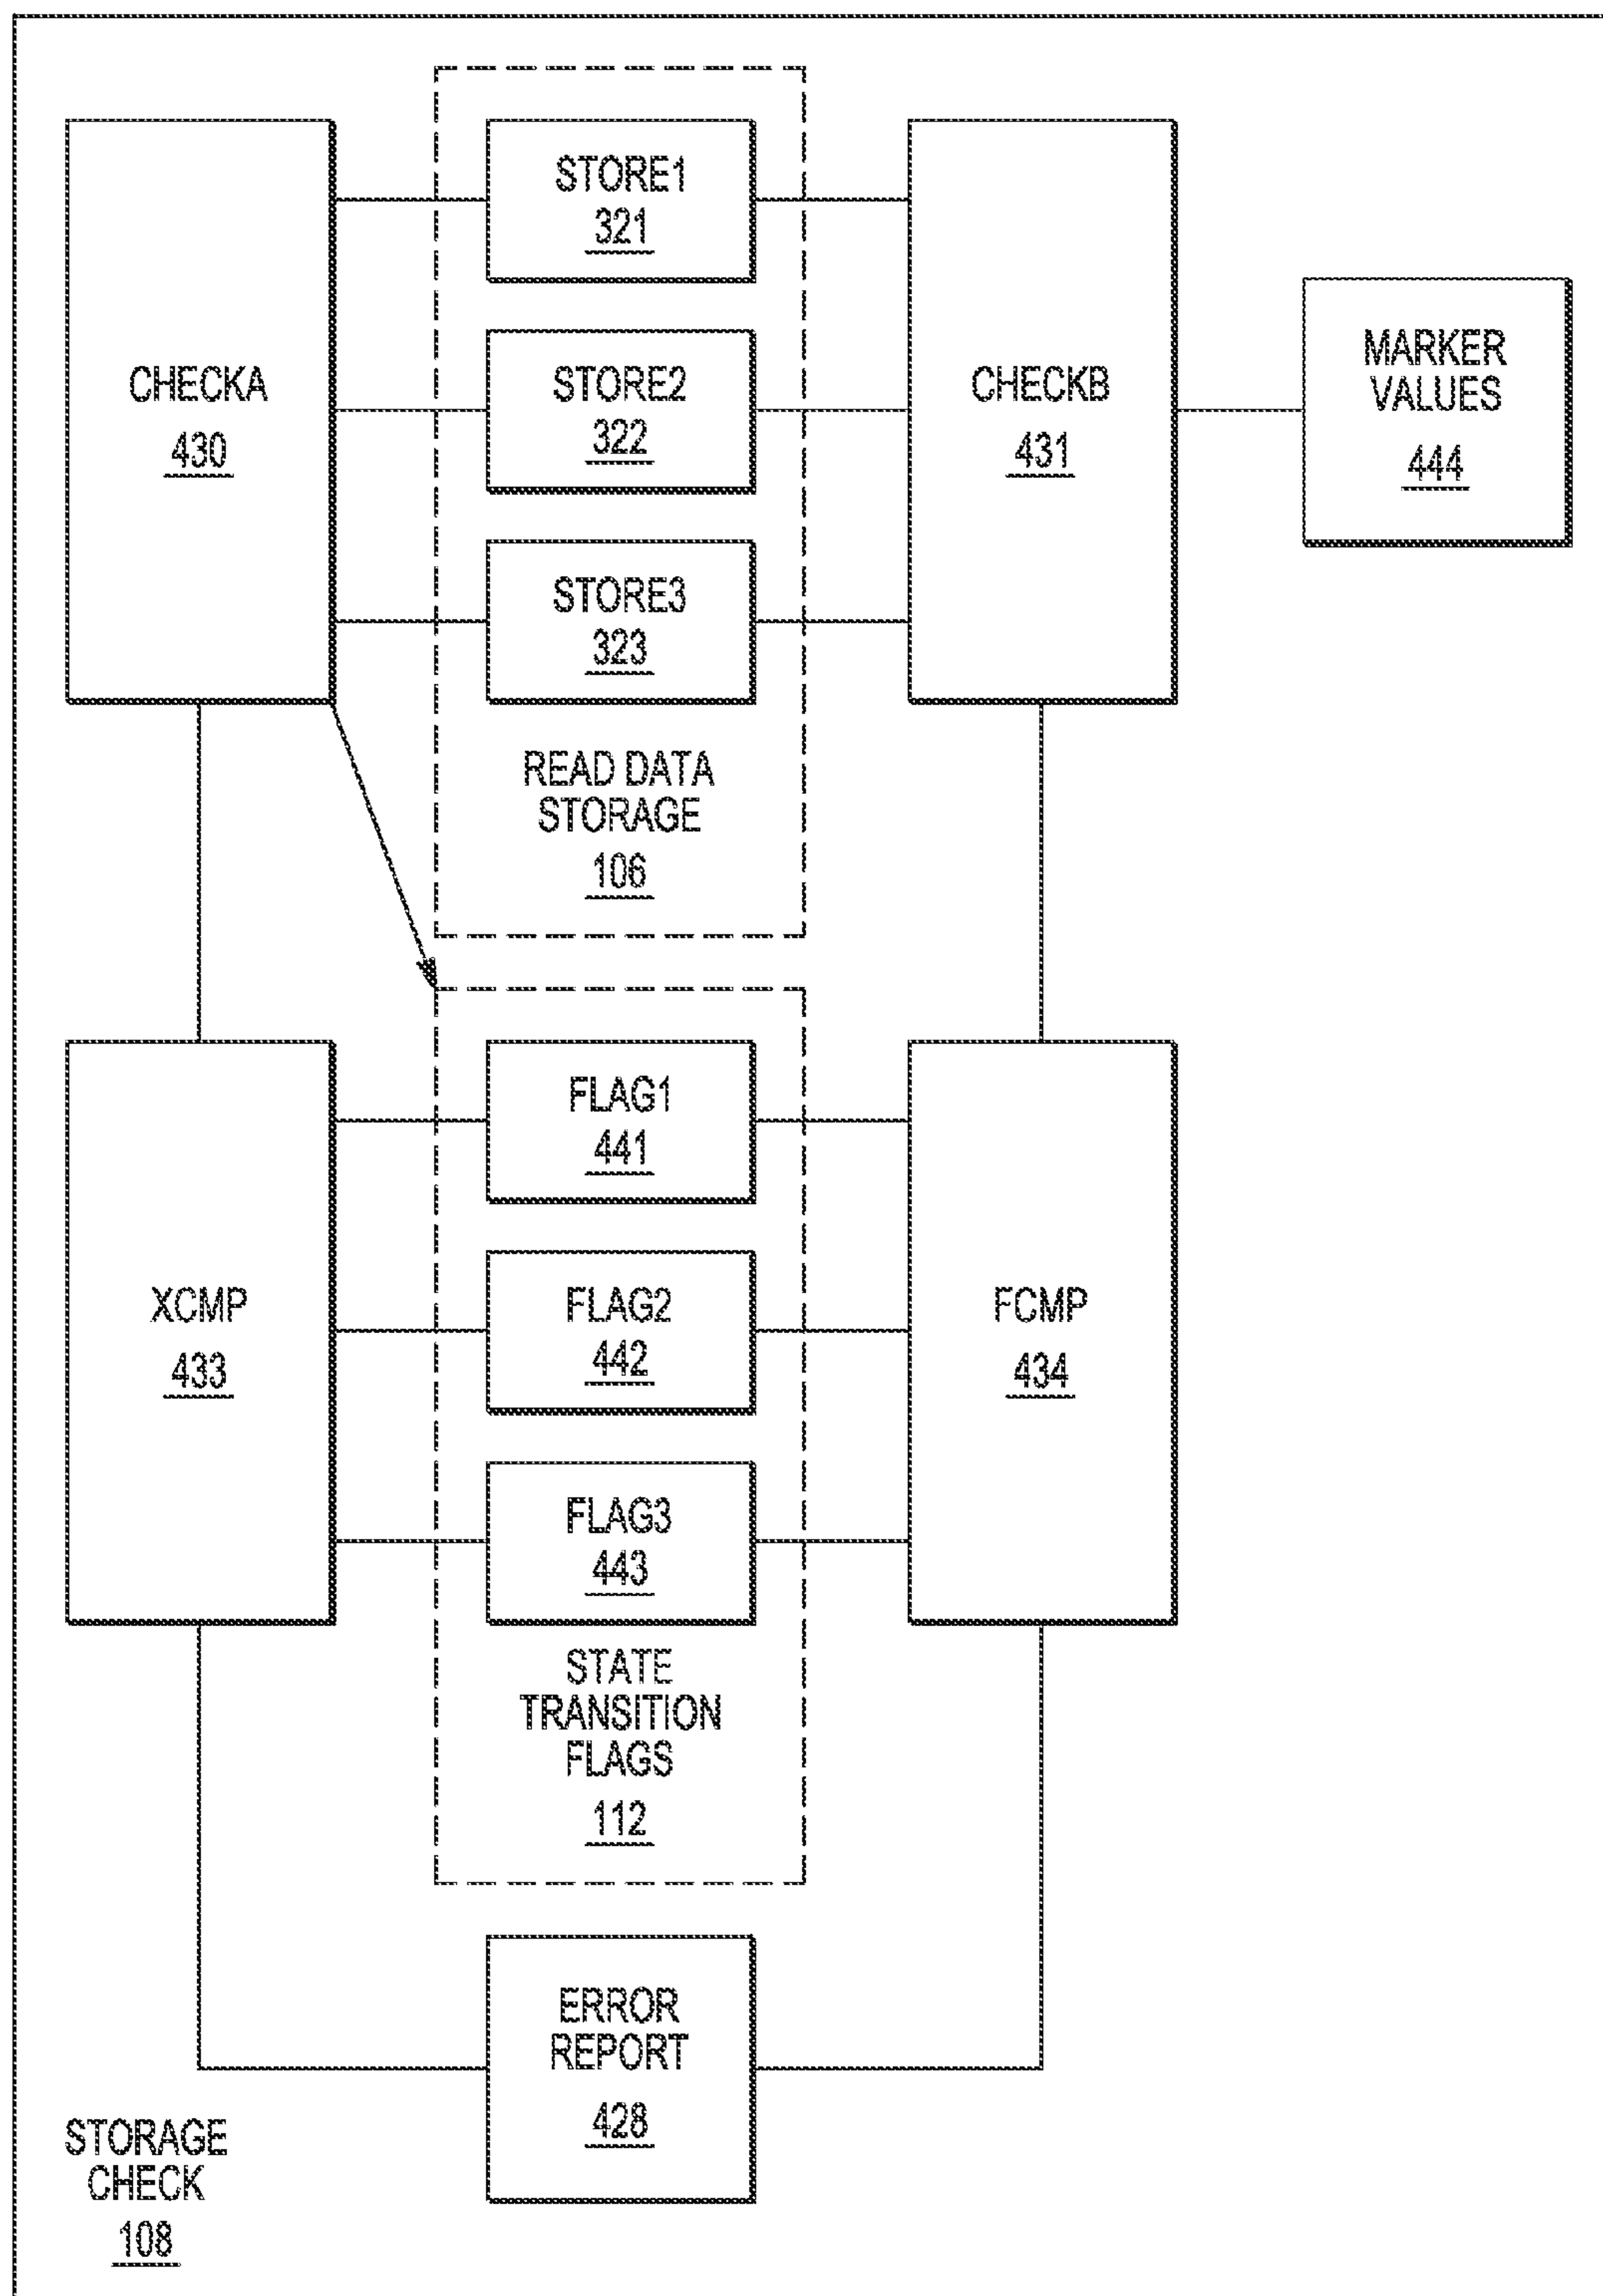 STORE1
321
CHECKA
430
STORE2
322
CHECKB
431
MARKER
VALUES
444
STORE3
323
READ DATA
STORAGE
106
FLAG1
441
XCMP
433
FLAG2
442
FCMP
434
FLAG3
443
STATE
TRANSITION
FLAGS
112
ERROR
REPORT
428
STORAGE
CHECK
108